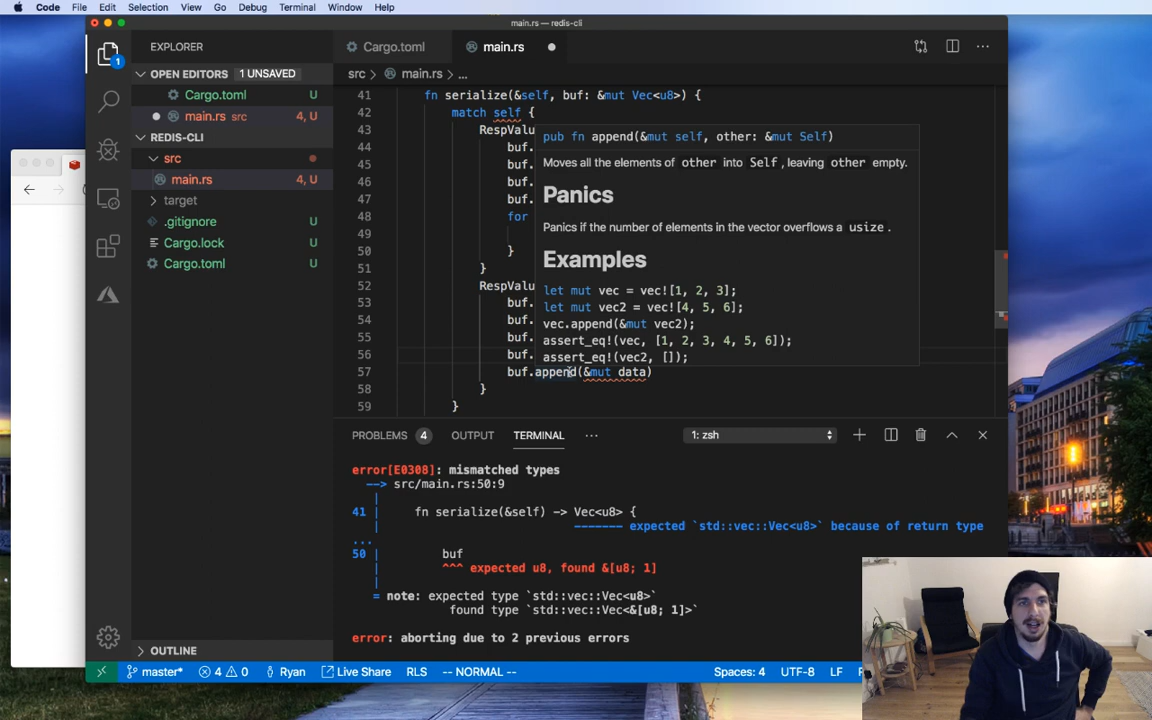 Code File Edit Selection View Go Debug Terminal Window Help
main.rs — redis-cli
EXPLORER
Cargo.toml
main.rs
1
OPEN EDITORS 1 UNSAVED
Cargo.toml U
main.rs src 4, U
REDIS-CLI
src
main.rs 4, U
target
.gitignore U
Cargo.lock U
Cargo.toml U
OUTLINE
src > main.rs > ...
41 fn serialize(&self, buf: &mut Vec<u8>) {
42 match self {
43 RespValu
44 buf.
45 buf.
46 buf.
47 buf.
48 for
49
50 }
51 }
52 RespValu
53 buf.
54 buf.
55 buf.
56 buf.
57 buf.append(&mut data)
58 }
59 }
pub fn append(&mut self, other: &mut Self)
Moves all the elements of other into Self, leaving other empty.
Panics
Panics if the number of elements in the vector overflows a usize.
Examples
let mut vec = vec![1, 2, 3];
let mut vec2 = vec![4, 5, 6];
vec.append(&mut vec2);
assert_eq!(vec, [1, 2, 3, 4, 5, 6]);
assert_eq!(vec2, []);
PROBLEMS 4 OUTPUT TERMINAL ... 1: zsh
error[E0308]: mismatched types
--> src/main.rs:50:9
|
41 | fn serialize(&self) -> Vec<u8> {
| ------- expected `std::vec::Vec<u8>` because of return type
...
50 | buf
| ^^^ expected u8, found &[u8; 1]
|
= note: expected type `std::vec::Vec<u8>`
found type `std::vec::Vec<&[u8; 1]>`
error: aborting due to 2 previous errors
master* 4 0 Ryan Live Share RLS -- NORMAL -- Spaces: 4 UTF-8 LF